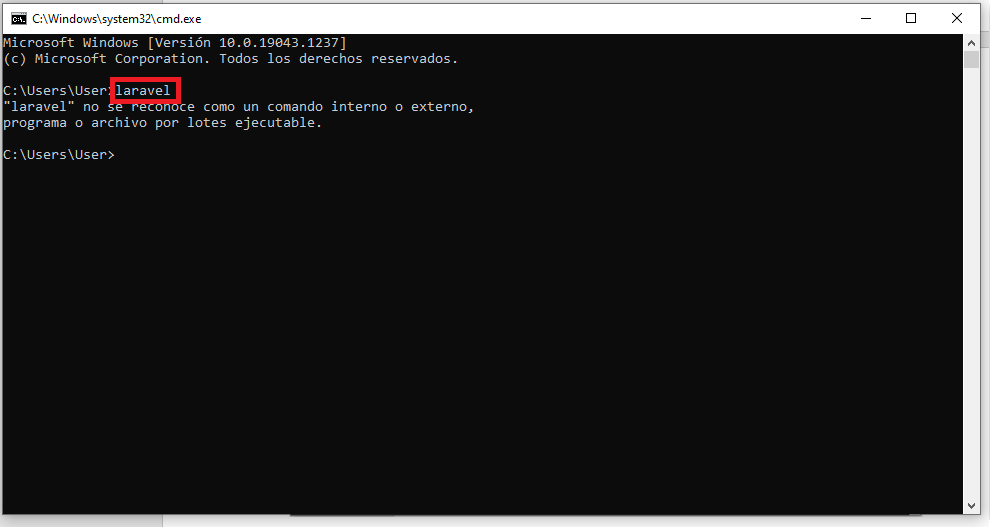 C:\Windows\system32\cmd.exe
Microsoft Windows [Versión 10.0.19043.1237]
(c) Microsoft Corporation. Todos los derechos reservados.
C:\Users\User>laravel
"laravel" no se reconoce como un comando interno o externo,
programa o archivo por lotes ejecutable.
C:\Users\User>